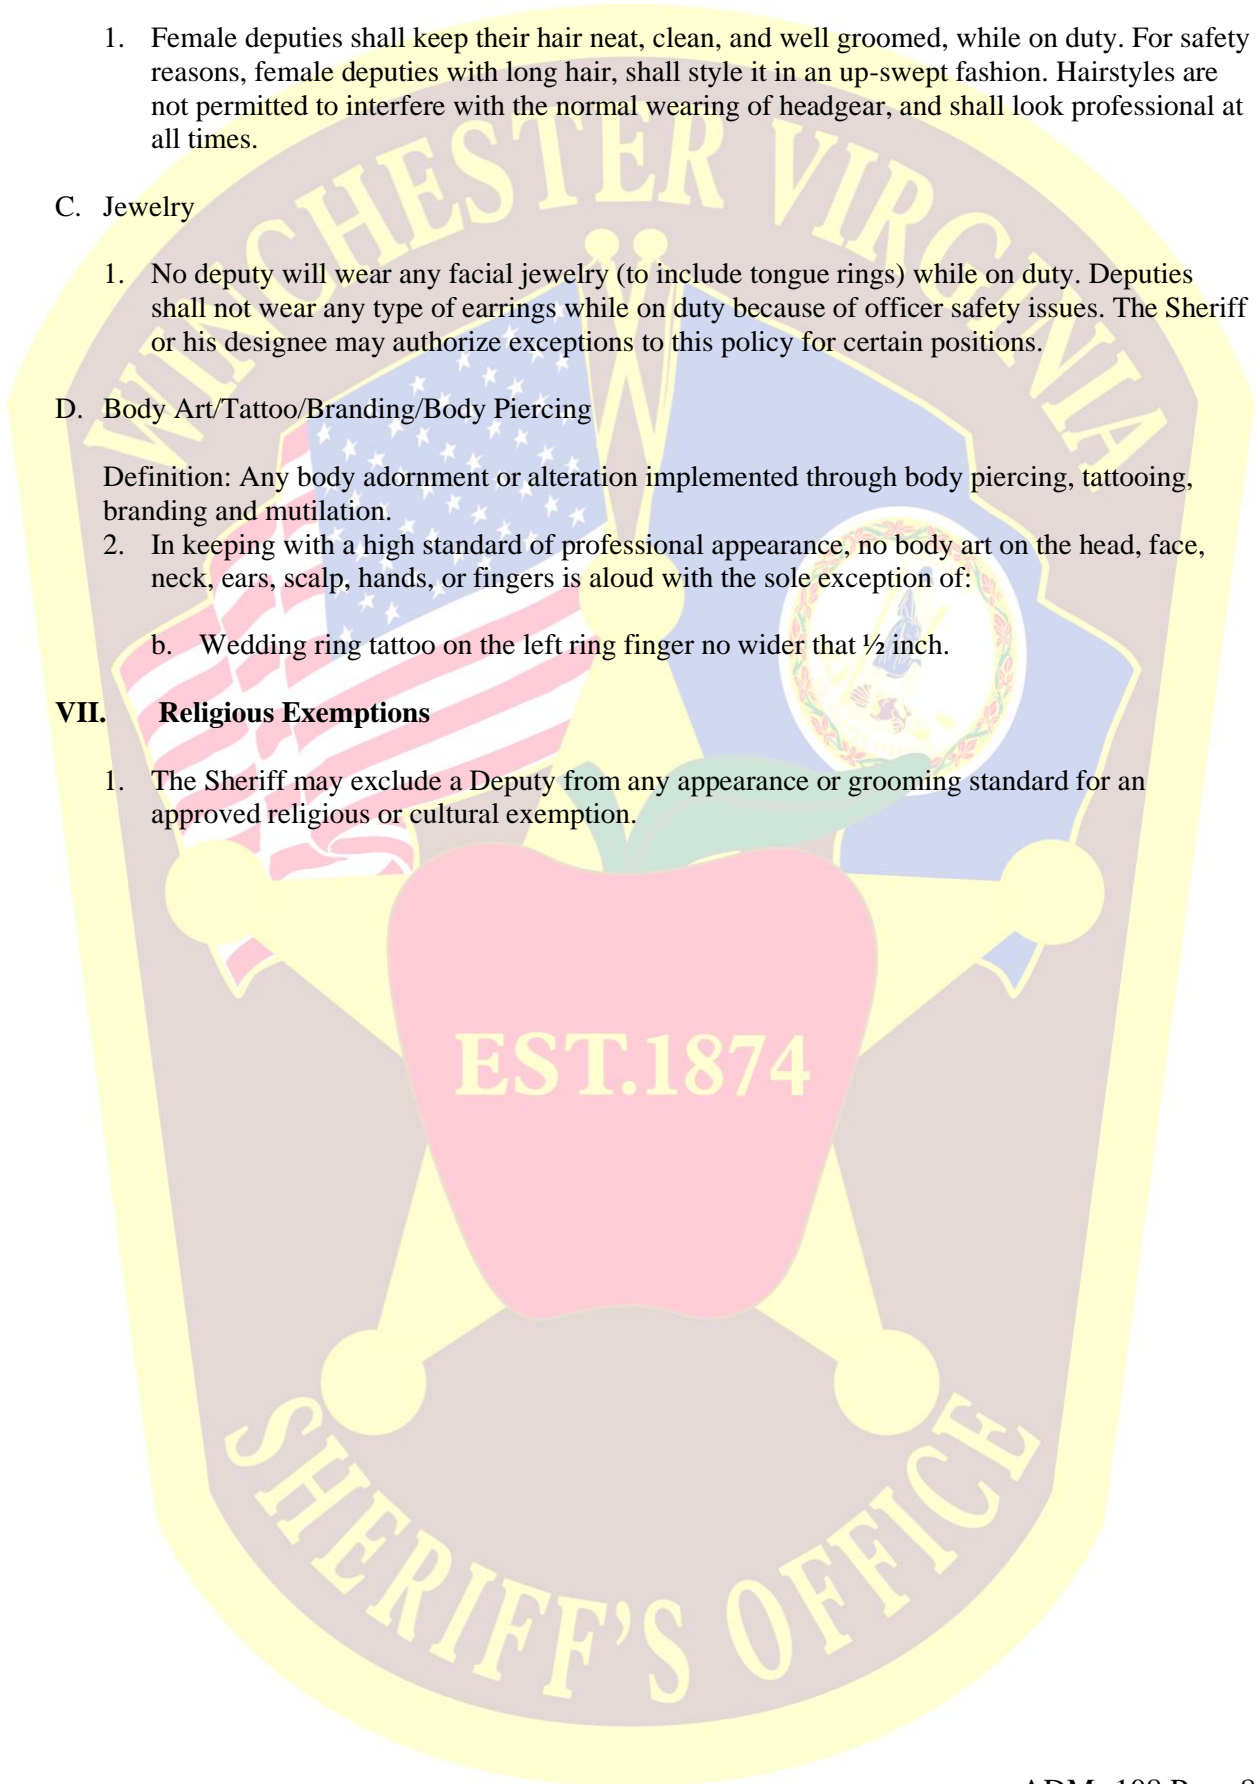 1. Female deputies shall keep their hair neat, clean, and well groomed, while on duty. For safety
reasons, female deputies with long hair, shall style it in an up-swept fashion. Hairstyles are
not permitted to interfere with the normal wearing of headgear, and shall look professional at
all times.
C. Jewelry
1. No deputy will wear any facial jewelry (to include tongue rings) while on duty. Deputies
shall not wear any type of earrings while on duty because of officer safety issues. The Sheriff
or his designee may authorize exceptions to this policy for certain positions.
D. Body Art/Tattoo/Branding/Body Piercing
Definition: Any body adornment or alteration implemented through body piercing, tattooing,
branding and mutilation.
2. In keeping with a high standard of professional appearance, no body art on the head, face,
neck, ears, scalp, hands, or fingers is aloud with the sole exception of:
b. Wedding ring tattoo on the left ring finger no wider that ½ inch.
VII. Religious Exemptions
1. The Sheriff may exclude a Deputy from any appearance or grooming standard for an
approved religious or cultural exemption.
WINCHESTER VIRGINIA
EST.1874
SHERIFF'S OFFICE